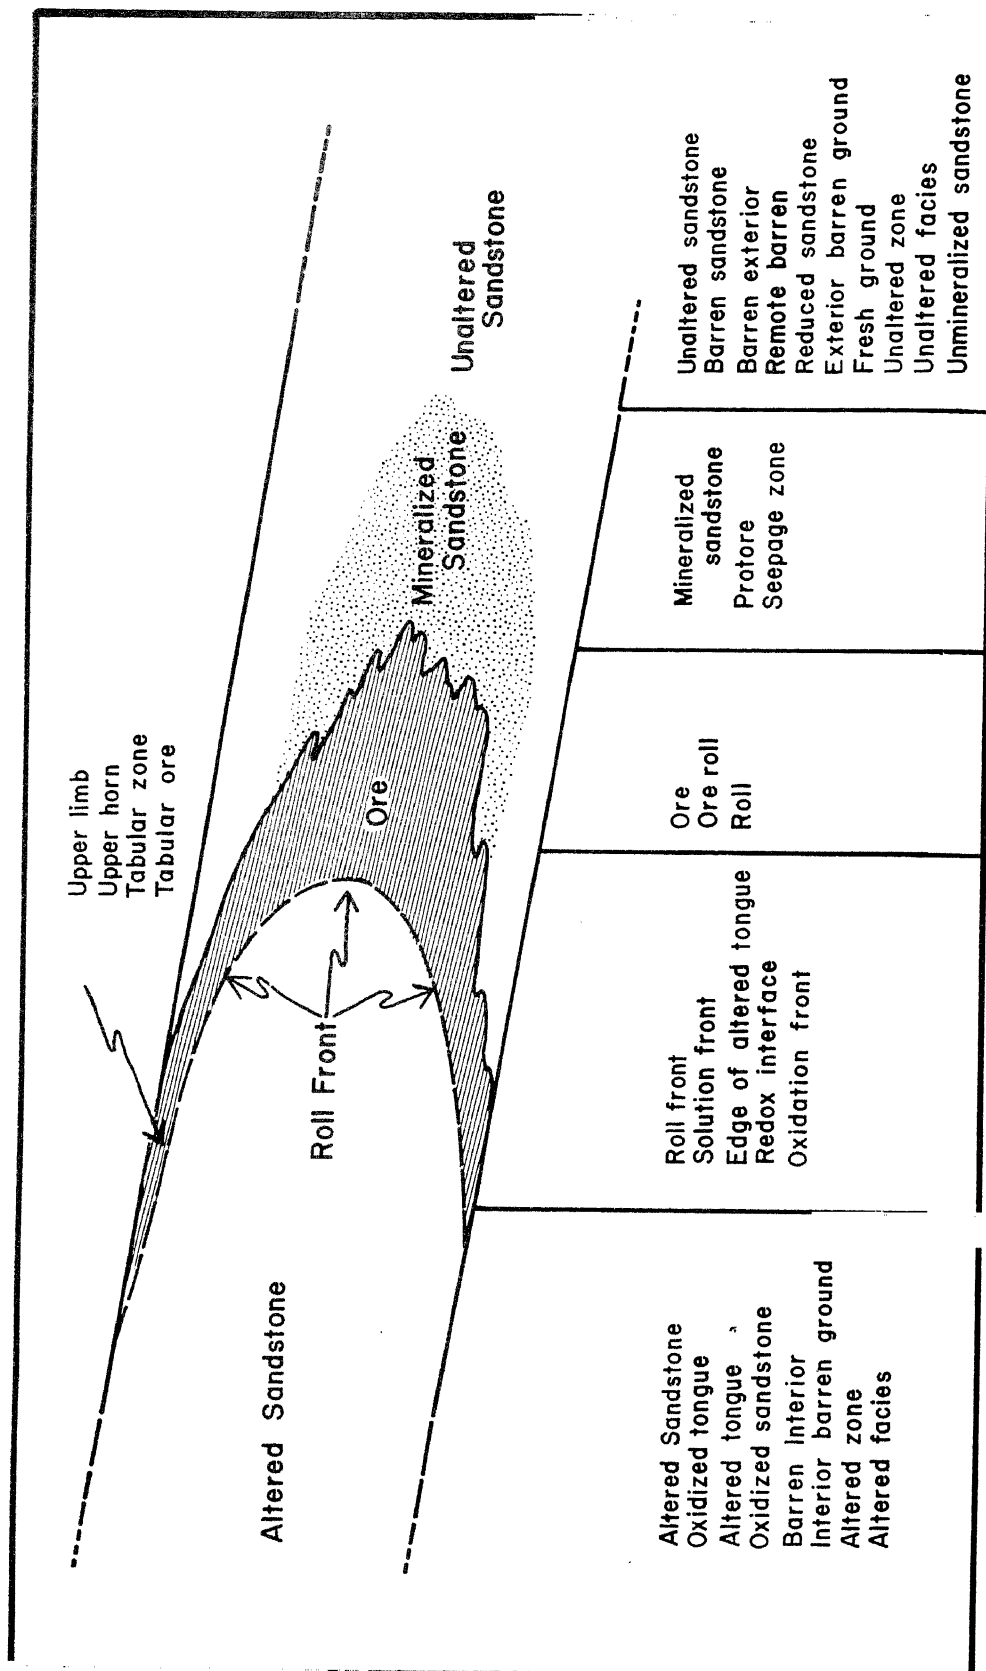 Upper limb
Upper horn
Tabular zone
Tabular ore
Altered Sandstone
Roll Front
Ore
Mineralized
Sandstone
Unaltered
Sandstone
Altered Sandstone
Oxidized tongue
Altered tongue
Oxidized sandstone
Barren Interior
Interior barren ground
Altered zone
Altered facies
Roll front
Solution front
Edge of altered tongue
Redox interface
Oxidation front
Ore
Ore roll
Roll
Mineralized
sandstone
Protore
Seepage zone
Unaltered sandstone
Barren sandstone
Barren exterior
Remote barren
Reduced sandstone
Exterior barren ground
Fresh ground
Unaltered zone
Unaltered facies
Unmineralized sandstone